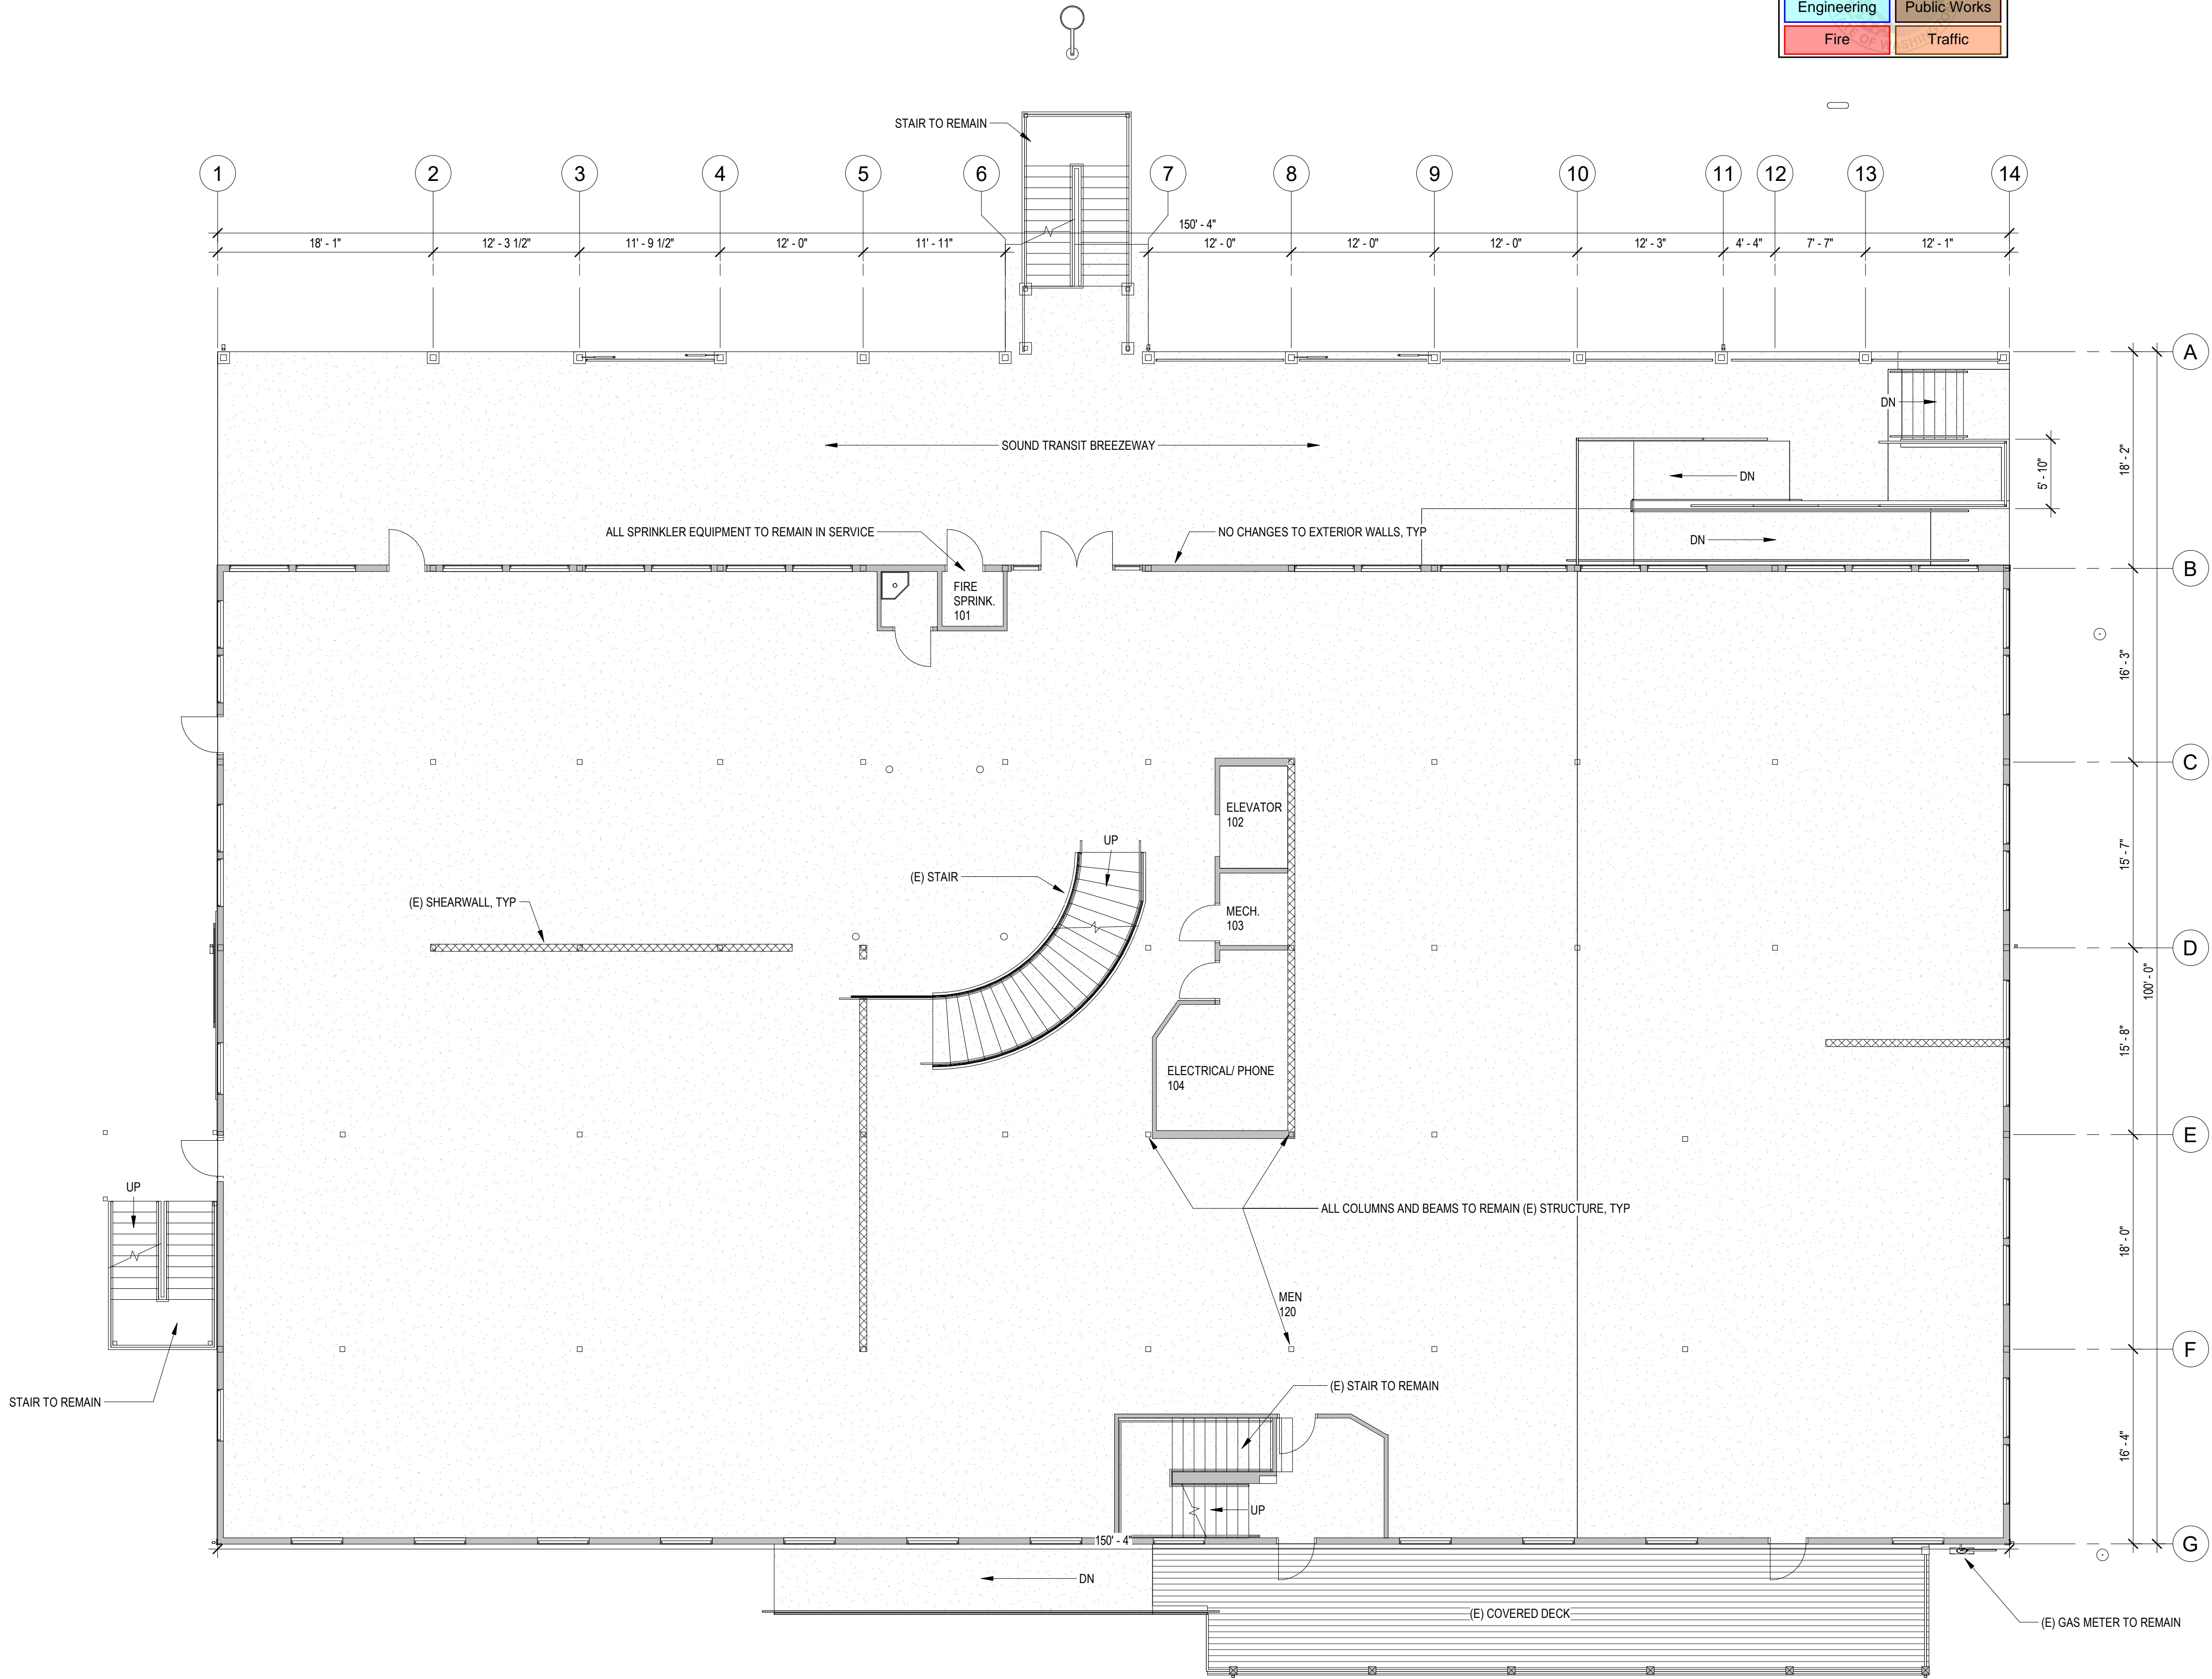 Engineering
Public Works
Fire
Traffic
STAIR TO REMAIN
1
2
3
4
5
6
7
8
9
10
11
12
13
14
150' - 4"
18' - 1"
12' - 3 1/2"
11' - 9 1/2"
12' - 0"
11' - 11"
12' - 0"
12' - 0"
12' - 0"
12' - 3"
4' - 4"
7' - 7"
12' - 1"
A
DN
SOUND TRANSIT BREEZEWAY
18' - 2"
5' - 10"
DN
ALL SPRINKLER EQUIPMENT TO REMAIN IN SERVICE
NO CHANGES TO EXTERIOR WALLS, TYP
DN
B
FIRE
SPRINK.
101
16' - 3"
C
ELEVATOR
102
UP
15' - 7"
(E) STAIR
(E) SHEARWALL, TYP
MECH.
103
D
100' - 0"
15' - 8"
ELECTRICAL/ PHONE
104
E
UP
ALL COLUMNS AND BEAMS TO REMAIN (E) STRUCTURE, TYP
18' - 0"
MEN
120
F
(E) STAIR TO REMAIN
STAIR TO REMAIN
16' - 4"
UP
150' - 4"
G
DN
(E) COVERED DECK
(E) GAS METER TO REMAIN